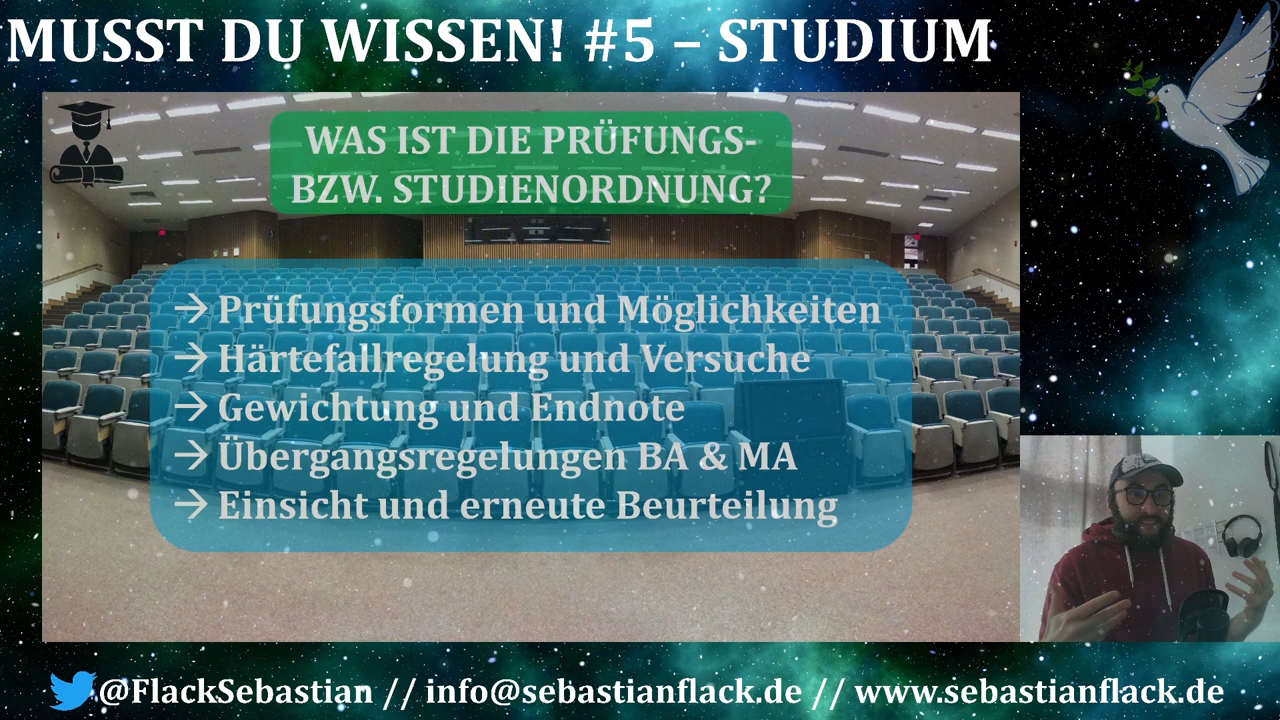 MUSST DU WISSEN! #5 – STUDIUM
WAS IST DIE PRÜFUNGS-
BZW. STUDIENORDNUNG?
→ Prüfungsformen und Möglichkeiten
→ Härtefallregelung und Versuche
→ Gewichtung und Endnote
→ Übergangsregelungen BA & MA
→ Einsicht und erneute Beurteilung
@FlackSebastian // info@sebastianflack.de // www.sebastianflack.de